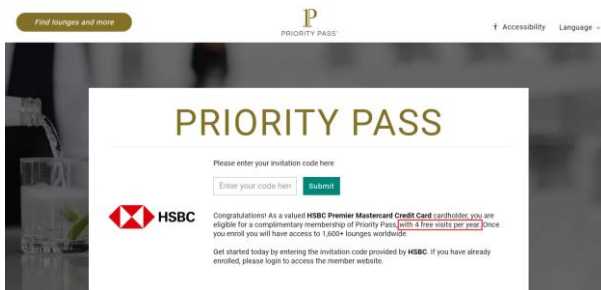 Find lounges and more
PRIORITY PASS™
Accessibility
Language
PRIORITY PASS
Please enter your invitation code here
Enter your code her
Submit
HSBC
Congratulations! As a valued HSBC Premier Mastercard Credit Card cardholder, you are
eligible for a complimentary membership of Priority Pass, with 4 free visits per year. Once
you enroll you will have access to 1,600+ lounges worldwide.
Get started today by entering the invitation code provided by HSBC. If you have already
enrolled, please login to access the member website.